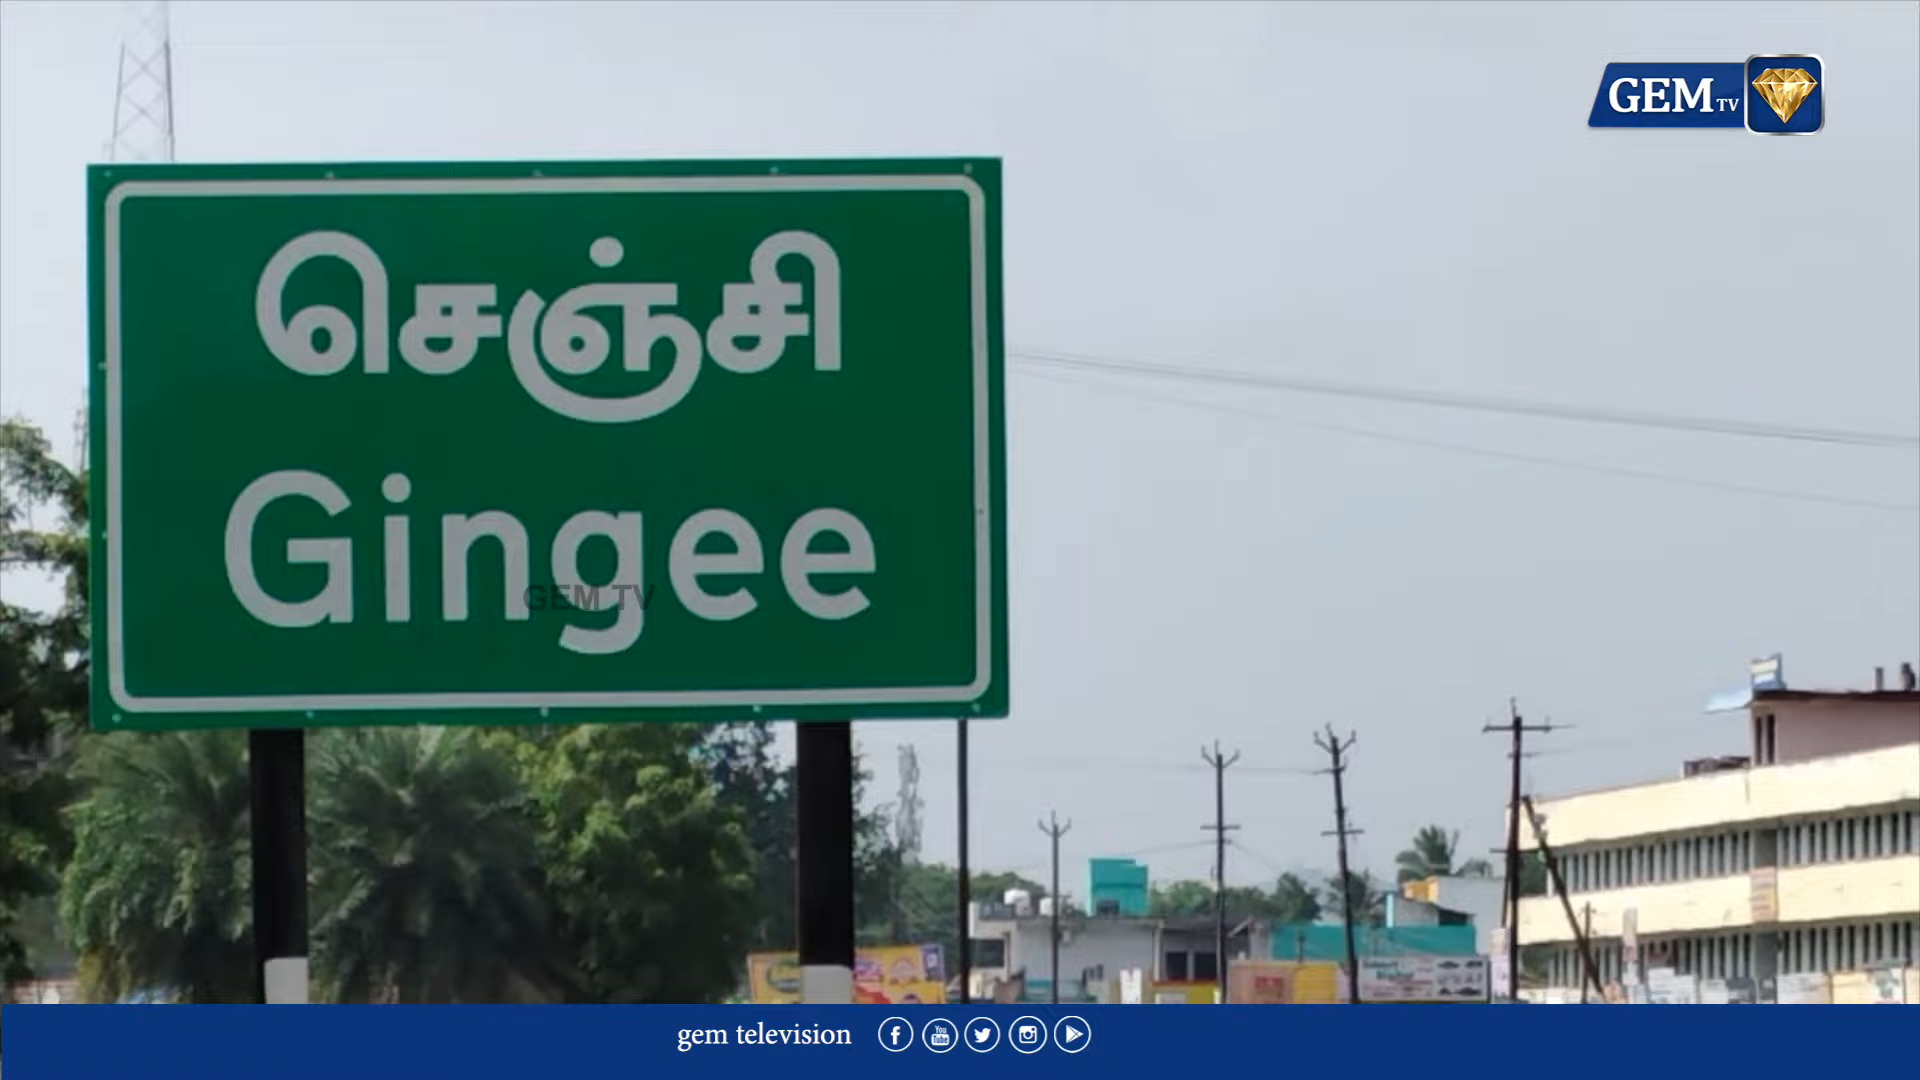 GEM TV
செஞ்சி
Gingee
GEM TV
gem television